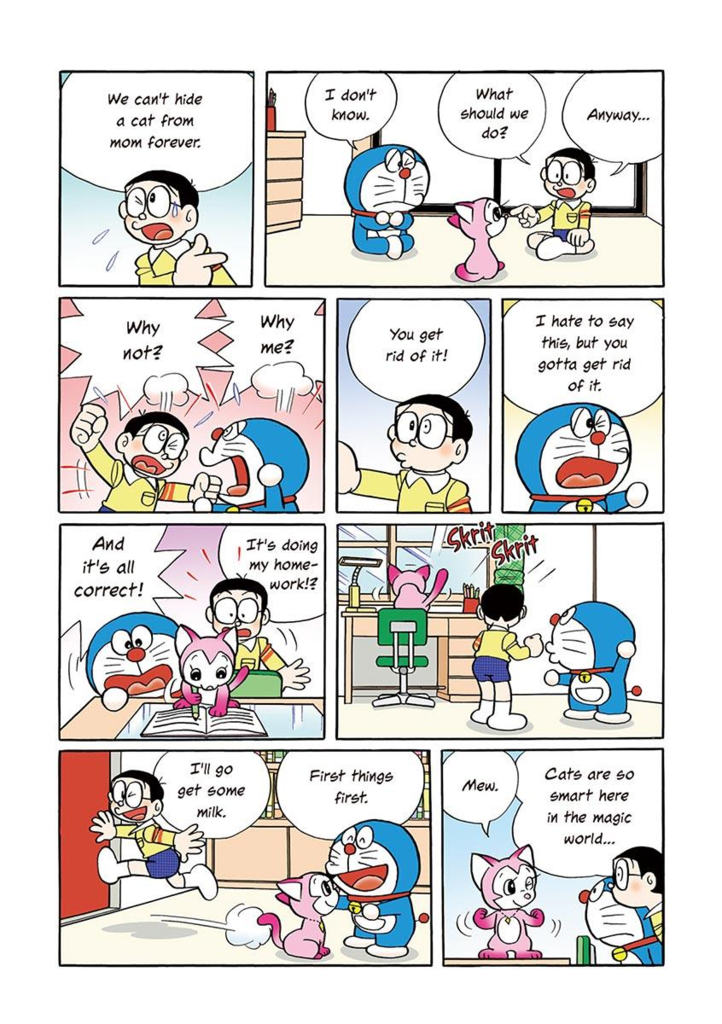 Anyway...
What
should we
do?
I don't
know.
We can't hide
a cat from
mom forever.
I hate to say
this, but you
gotta get rid
of it.
You get
rid of it!
Why
me?
Why
not?
Skrit
Skrit
It's doing
my home-
work!?
And
it's all
correct!
Cats are so
smart here
in the magic
world...
Mew.
First things
first.
I'll go
get some
milk.